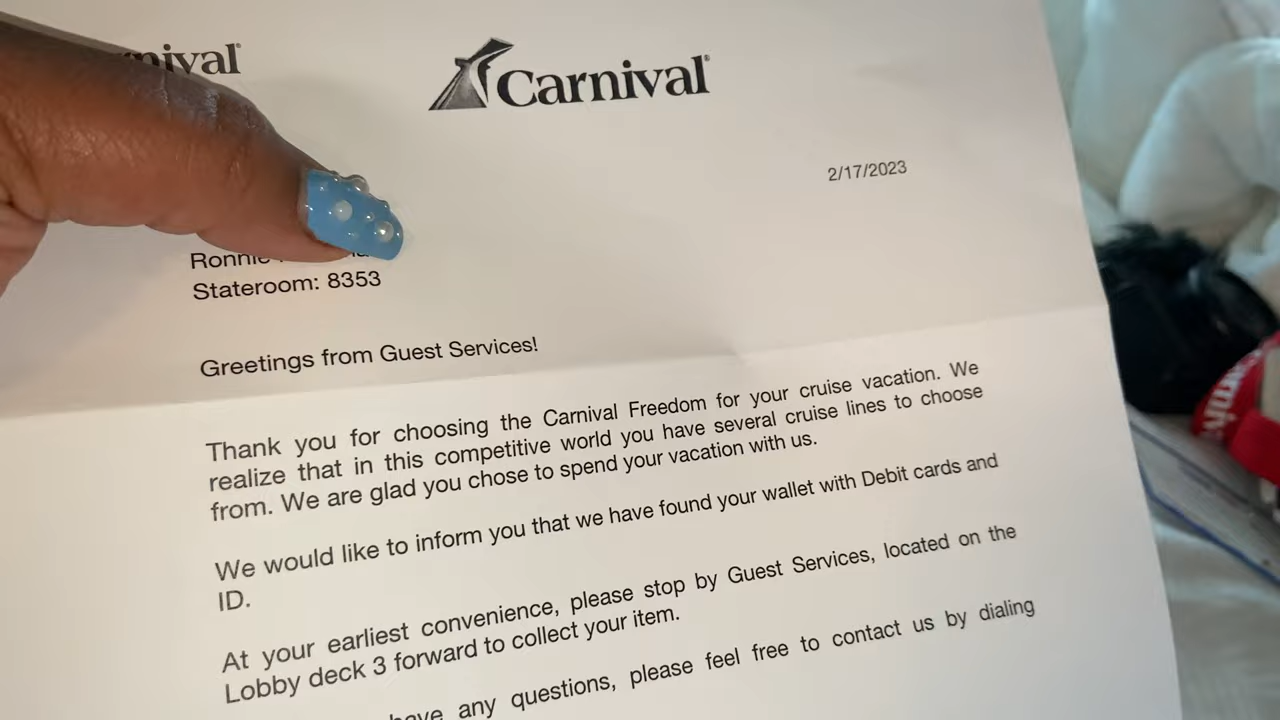 Carnival
2/17/2023
Ronnie
Stateroom: 8353
Greetings from Guest Services!
Thank you for choosing the Carnival Freedom for your cruise vacation. We
realize that in this competitive world you have several cruise lines to choose
from. We are glad you chose to spend your vacation with us.
We would like to inform you that we have found your wallet with Debit cards and
ID.
At your earliest convenience, please stop by Guest Services, located on the
Lobby deck 3 forward to collect your item.
have any questions, please feel free to contact us by dialing